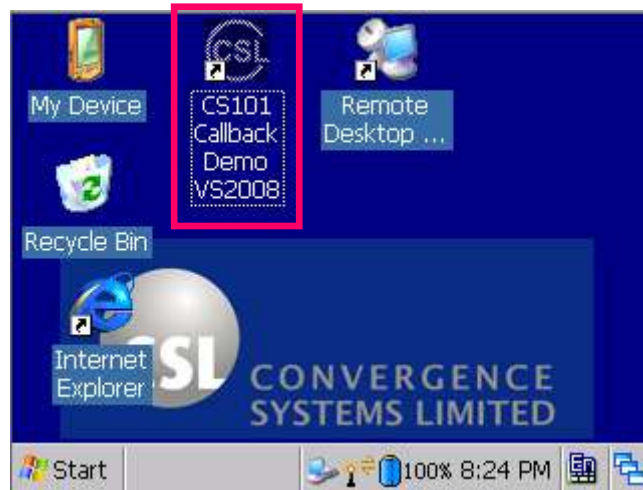 My Device
CSL
CS101
Callback
Demo
VS2008
Remote
Desktop ...
Recycle Bin
Internet
Explorer
CSL
CONVERGENCE
SYSTEMS LIMITED
Start
100% 8:24 PM